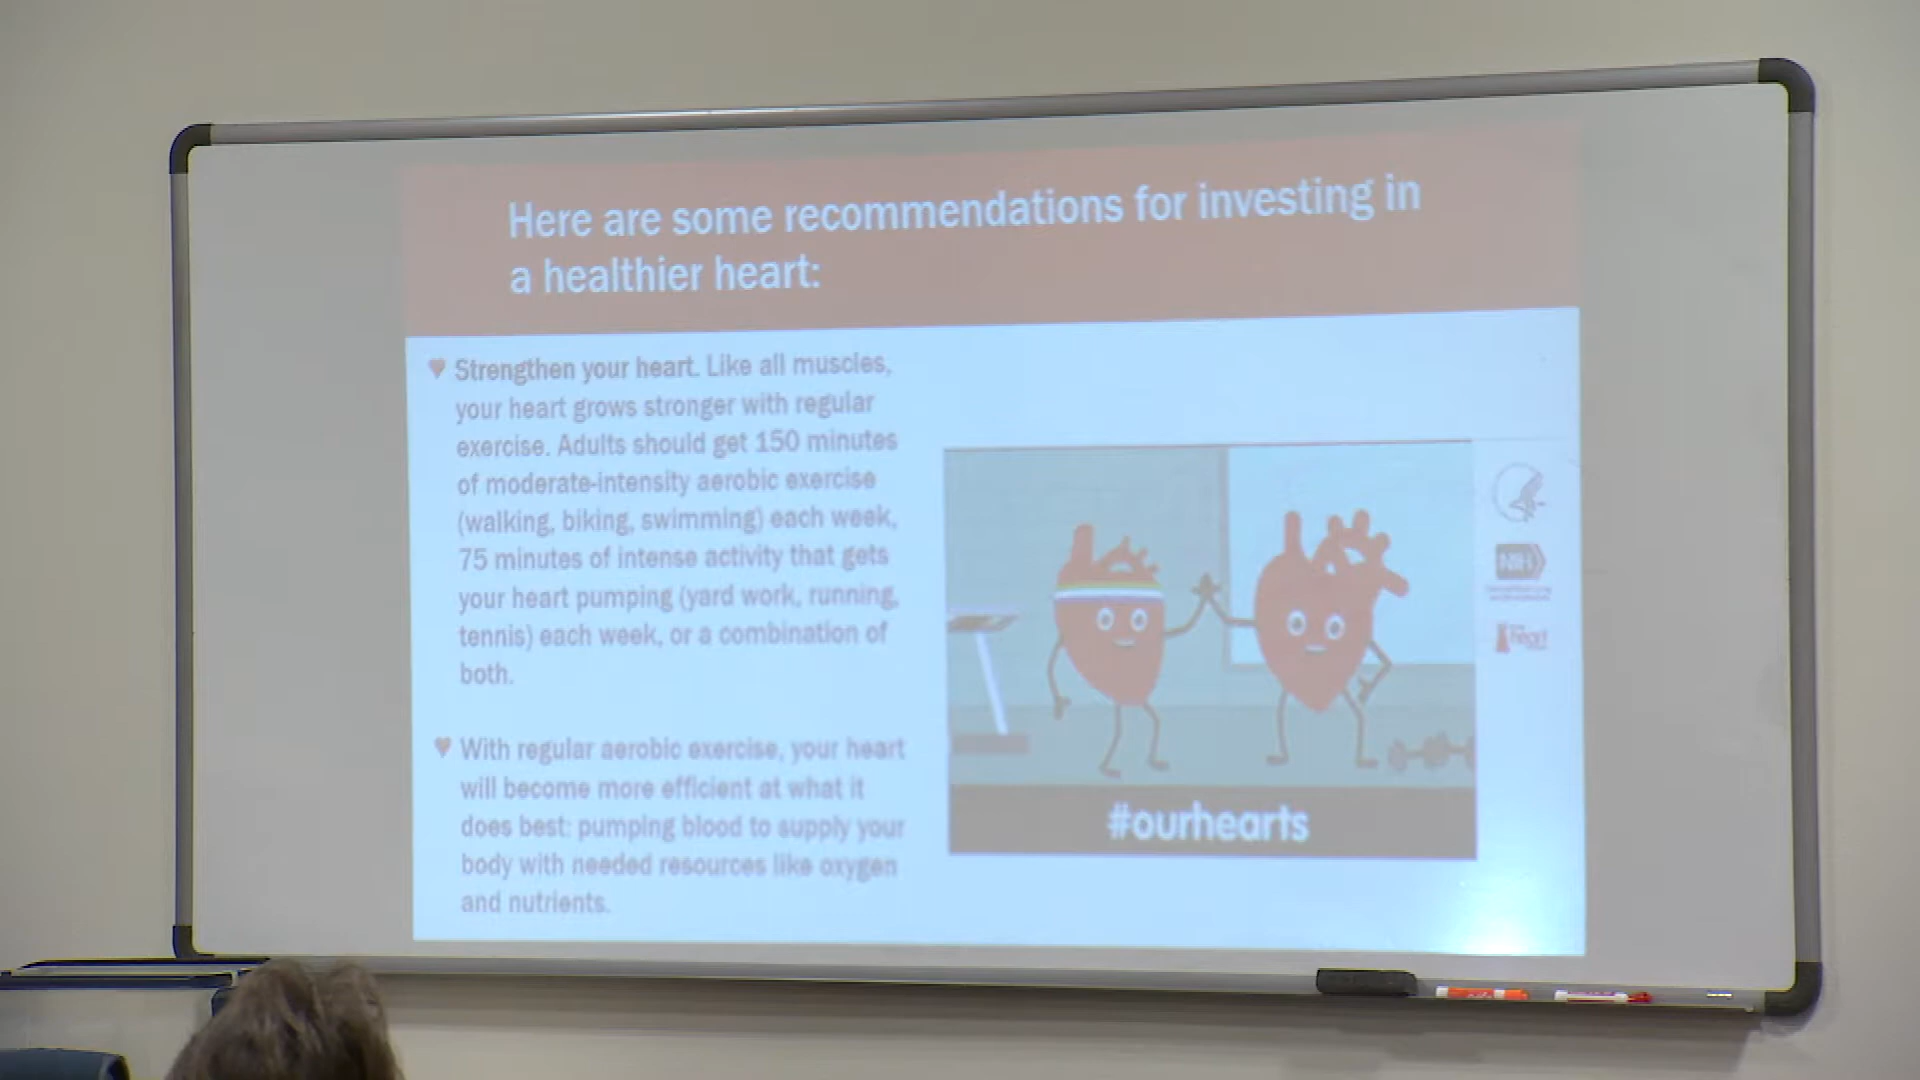 Here are some recommendations for investing in
a healthier heart:
♥ Strengthen your heart. Like all muscles,
your heart grows stronger with regular
exercise. Adults should get 150 minutes
of moderate-intensity aerobic exercise
(walking, biking, swimming) each week,
75 minutes of intense activity that gets
your heart pumping (yard work, running,
tennis) each week, or a combination of
both.
♥ With regular aerobic exercise, your heart
will become more efficient at what it
does best: pumping blood to supply your
body with needed resources like oxygen
and nutrients.
#ourhearts
NIH
heart